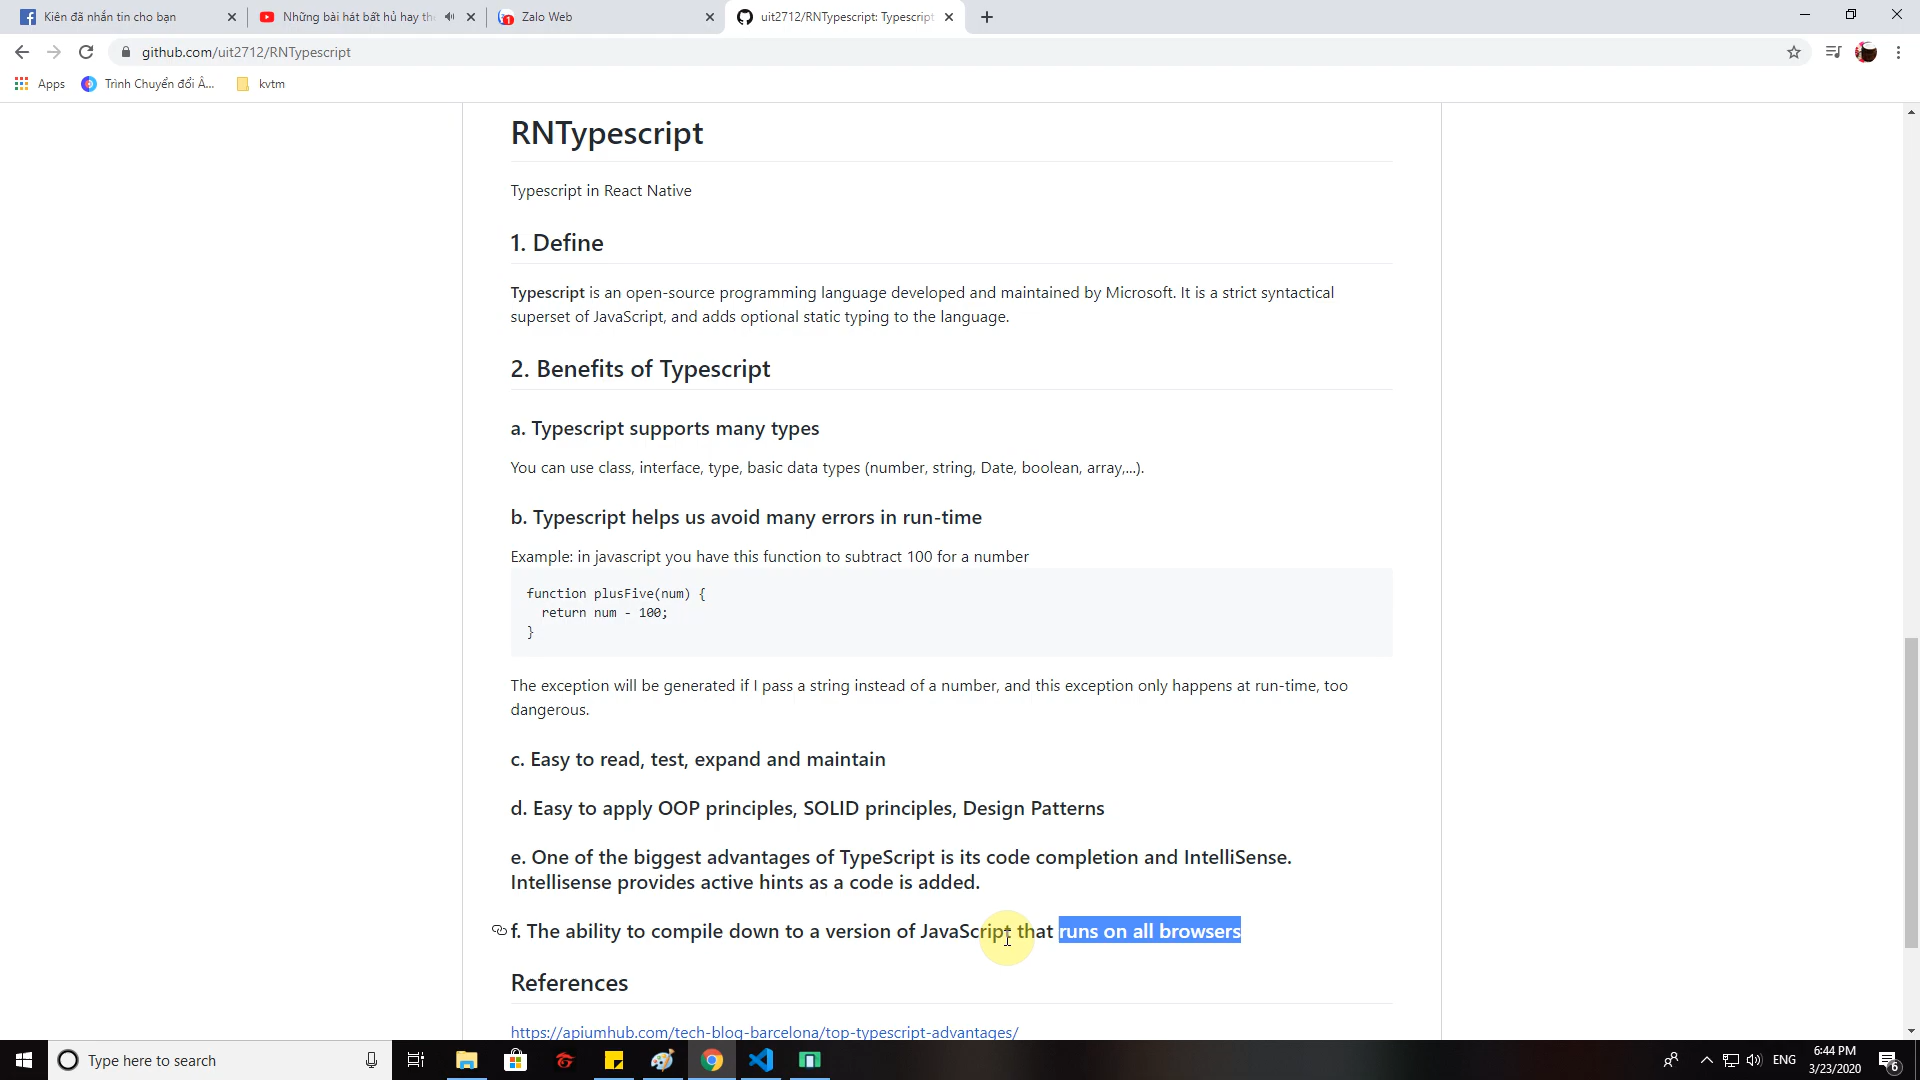 Kiên đã nhắn tin cho bạn
Những bài hát bất hủ hay th
Zalo Web
uit2712/RNTypescript: Typescript
github.com/uit2712/RNTypescript
Apps
Trình Chuyển đổi Â...
kvtm
RNTypescript
Typescript in React Native
1. Define
Typescript is an open-source programming language developed and maintained by Microsoft. It is a strict syntactical
superset of JavaScript, and adds optional static typing to the language.
2. Benefits of Typescript
a. Typescript supports many types
You can use class, interface, type, basic data types (number, string, Date, boolean, array,...).
b. Typescript helps us avoid many errors in run-time
Example: in javascript you have this function to subtract 100 for a number
function plusFive(num) {
return num - 100;
}
The exception will be generated if I pass a string instead of a number, and this exception only happens at run-time, too
dangerous.
c. Easy to read, test, expand and maintain
d. Easy to apply OOP principles, SOLID principles, Design Patterns
e. One of the biggest advantages of TypeScript is its code completion and IntelliSense.
Intellisense provides active hints as a code is added.
f. The ability to compile down to a version of JavaScript that runs on all browsers
References
https://apiumhub.com/tech-blog-barcelona/top-typescript-advantages/
Type here to search
ENG
6:44 PM
3/23/2020
6